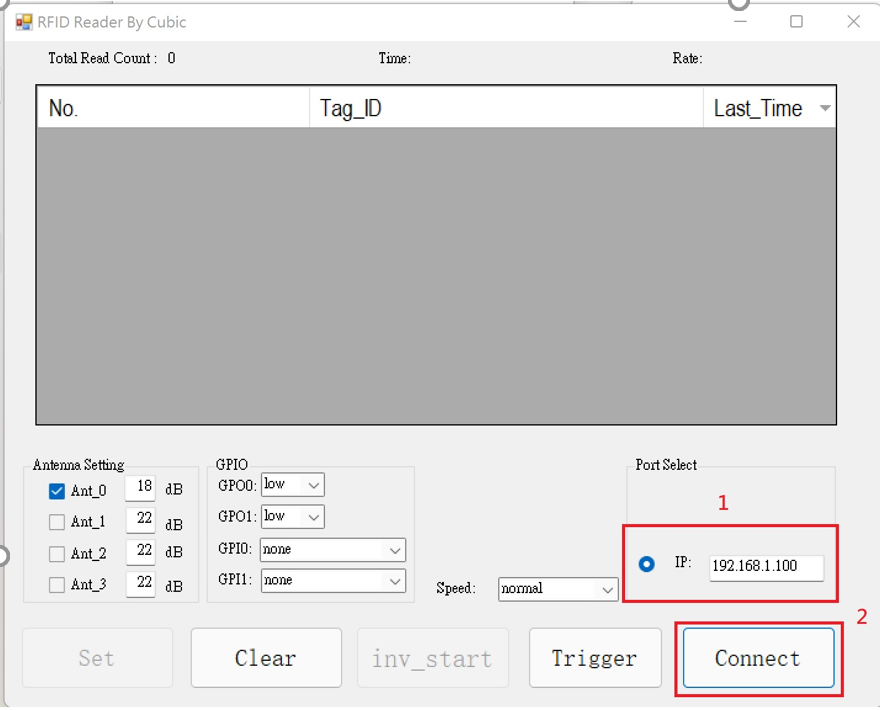 RFID Reader By Cubic
Total Read Count : 0 Time: Rate:
No. Tag_ID Last_Time
Antenna Setting
Ant_0 18 dB
Ant_1 22 dB
Ant_2 22 dB
Ant_3 22 dB
GPIO
GPO0: low
GPO1: low
GPI0: none
GPI1: none
Speed: normal
Port Select
1
IP: 192.168.1.100
2
Set Clear inv_start Trigger Connect